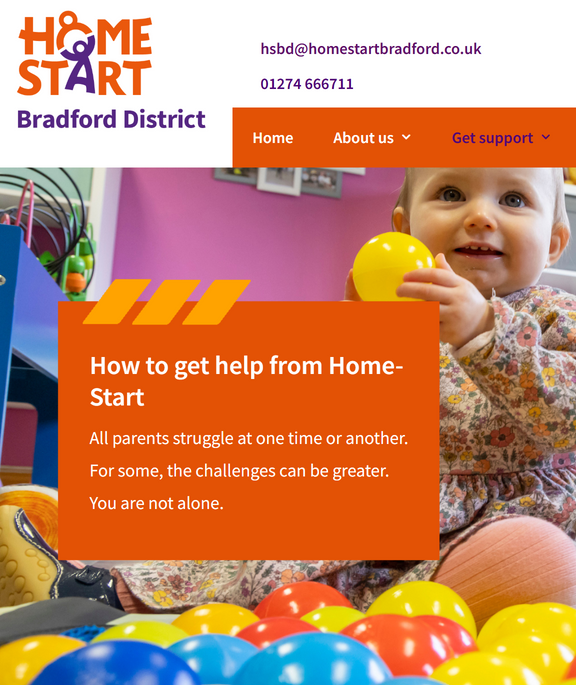 HOME
START
Bradford District
hsbd@homestartbradford.co.uk
01274 666711
Home About us Get support
How to get help from Home-
Start
All parents struggle at one time or another.
For some, the challenges can be greater.
You are not alone.